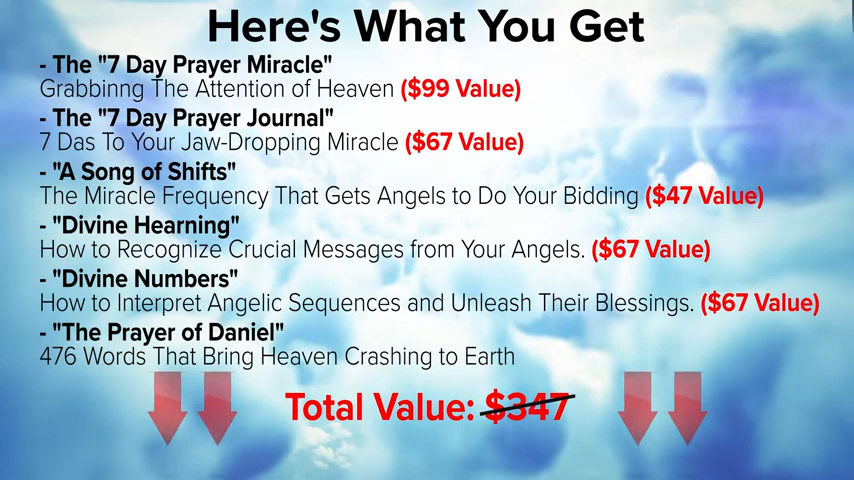 Here's What You Get
- The "7 Day Prayer Miracle"
Grabbinng The Attention of Heaven ($99 Value)
- The "7 Day Prayer Journal"
7 Das To Your Jaw-Dropping Miracle ($67 Value)
- "A Song of Shifts"
The Miracle Frequency That Gets Angels to Do Your Bidding ($47 Value)
- "Divine Hearning"
How to Recognize Crucial Messages from Your Angels. ($67 Value)
- "Divine Numbers"
How to Interpret Angelic Sequences and Unleash Their Blessings. ($67 Value)
- "The Prayer of Daniel"
476 Words That Bring Heaven Crashing to Earth
Total Value: $347